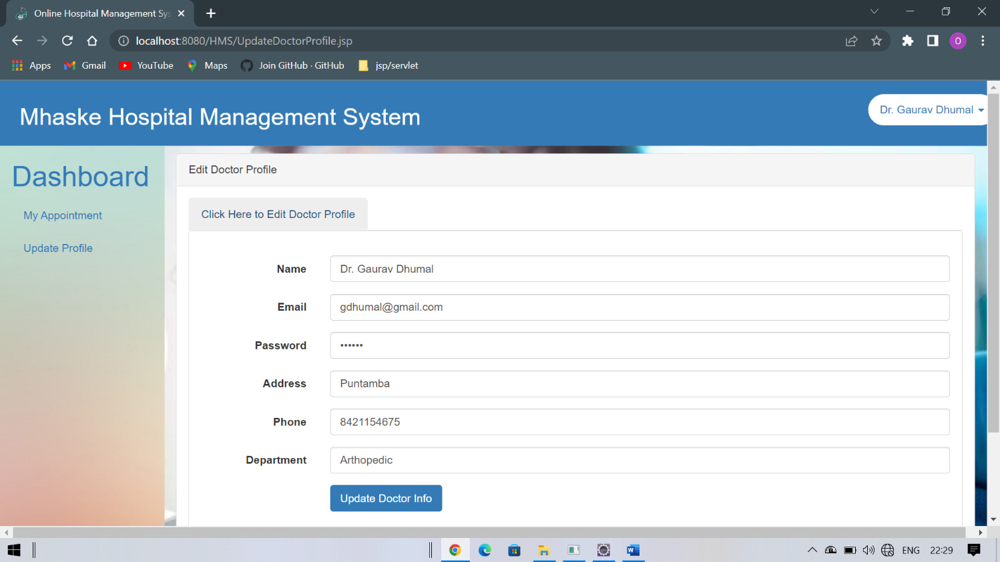 Online Hospital Management Sys
localhost:8080/HMS/UpdateDoctorProfile.jsp
O
Apps
Gmail
YouTube
Maps
Join GitHub · GitHub
jsp/servlet
Mhaske Hospital Management System
Dr. Gaurav Dhumal
Dashboard
My Appointment
Update Profile
Edit Doctor Profile
Click Here to Edit Doctor Profile
Name Dr. Gaurav Dhumal
Email gdhumal@gmail.com
Password ••••••
Address Puntamba
Phone 8421154675
Department Arthopedic
Update Doctor Info
W
ENG
22:29